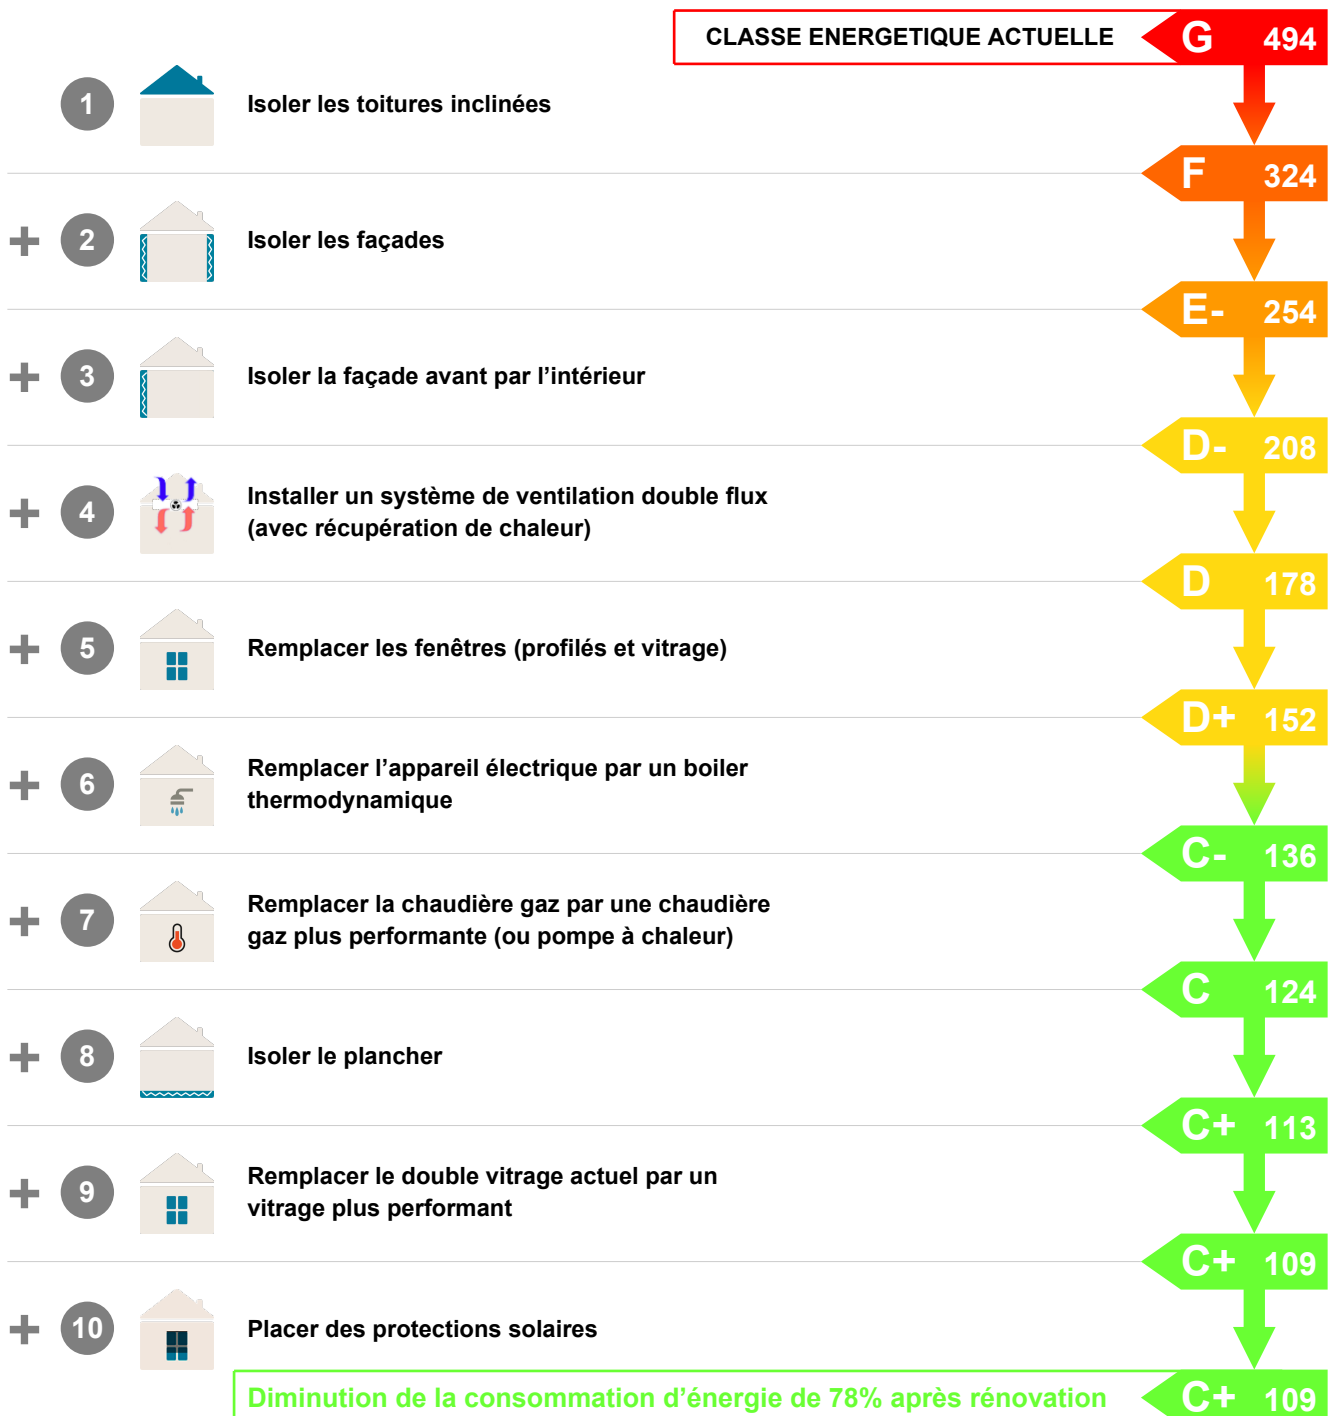 CLASSE ENERGETIQUE ACTUELLE G 494
1 Isoler les toitures inclinées
F 324
+ 2 Isoler les façades
E- 254
+ 3 Isoler la façade avant par l’intérieur
D- 208
+ 4 Installer un système de ventilation double flux
(avec récupération de chaleur)
D 178
+ 5 Remplacer les fenêtres (profilés et vitrage)
D+ 152
+ 6 Remplacer l’appareil électrique par un boiler
thermodynamique
C- 136
+ 7 Remplacer la chaudière gaz par une chaudière
gaz plus performante (ou pompe à chaleur)
C 124
+ 8 Isoler le plancher
C+ 113
+ 9 Remplacer le double vitrage actuel par un
vitrage plus performant
C+ 109
+ 10 Placer des protections solaires
Diminution de la consommation d’énergie de 78% après rénovation C+ 109